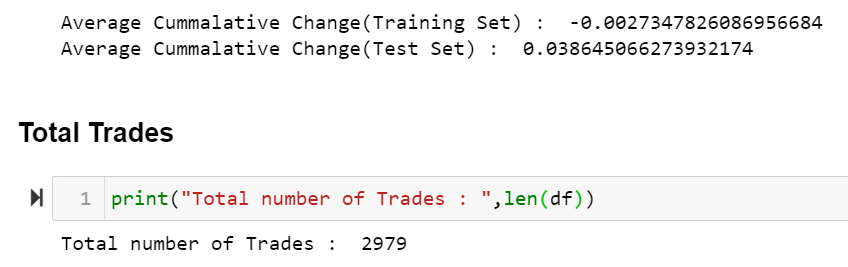 Average Cummalative Change(Training Set) :  -0.0027347826086956684
Average Cummalative Change(Test Set) :  0.038645066273932174
Total Trades
1 print("Total number of Trades : ",len(df))
Total number of Trades :  2979